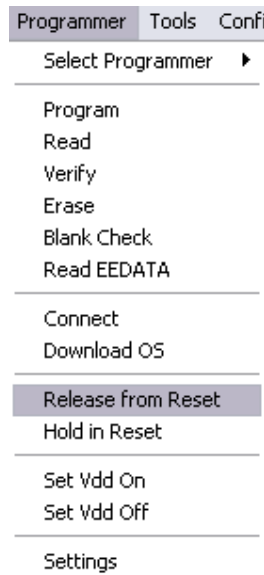 Programmer Tools Confi
Select Programmer
Program
Read
Verify
Erase
Blank Check
Read EEDATA
Connect
Download OS
Release from Reset
Hold in Reset
Set Vdd On
Set Vdd Off
Settings